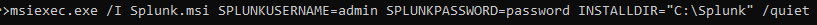 >msiexec.exe /I Splunk.msi SPLUNKUSERNAME=admin SPLUNKPASSWORD=password INSTALLDIR="C:\Splunk" /quiet